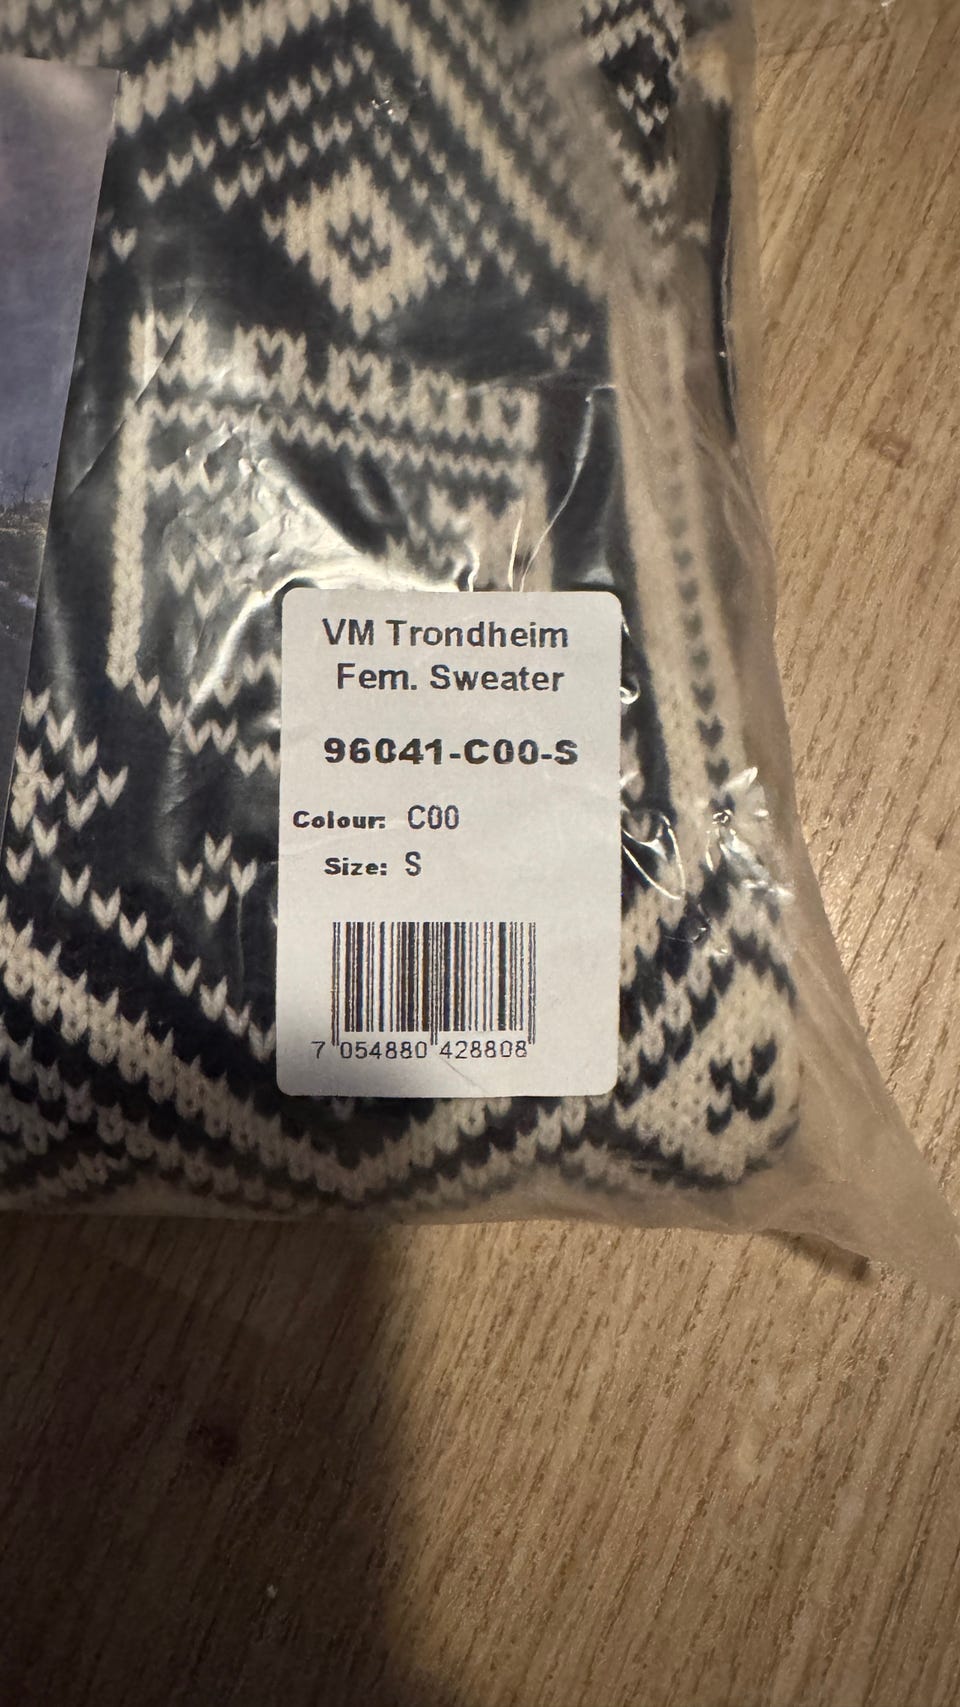 VM Trondheim
Fem. Sweater
96041-C00-S
Colour: C00
Size: S
7 054880 428808